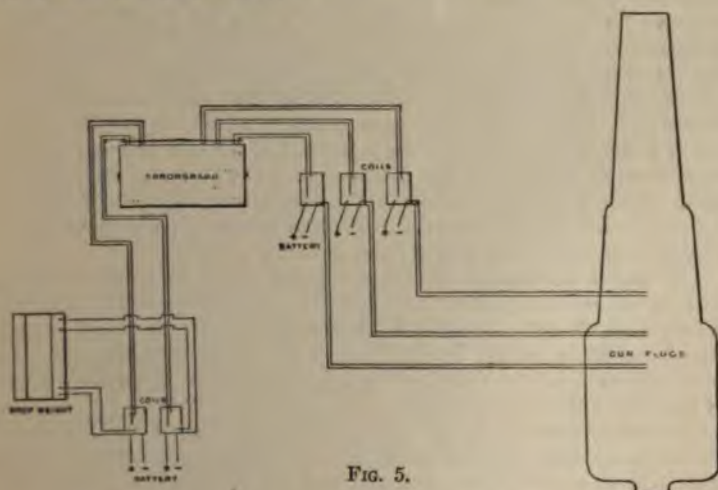 CHRONOGRAPH
COILS
+ -
+ -
+ -
BATTERY
GUN PLUGS
DROP WEIGHT
COILS
+ -
+ -
BATTERY
FIG. 5.